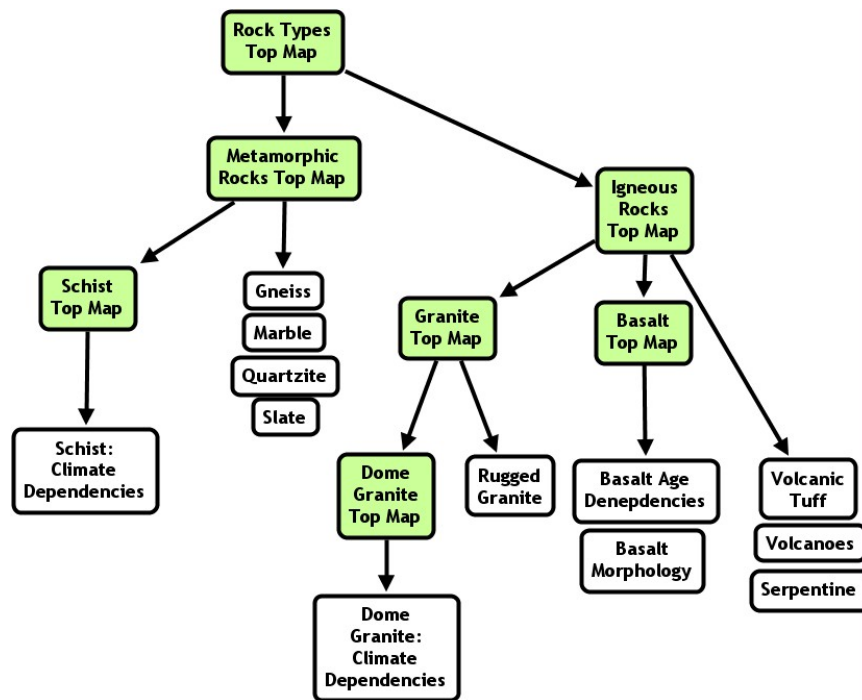 Rock Types
Top Map
Metamorphic
Rocks Top Map
Igneous
Rocks
Top Map
Schist
Top Map
Gneiss
Marble
Quartzite
Slate
Granite
Top Map
Basalt
Top Map
Schist:
Climate
Dependencies
Dome
Granite
Top Map
Rugged
Granite
Basalt Age
Denepdencies
Basalt
Morphology
Volcanic
Tuff
Volcanoes
Serpentine
Dome
Granite:
Climate
Dependencies